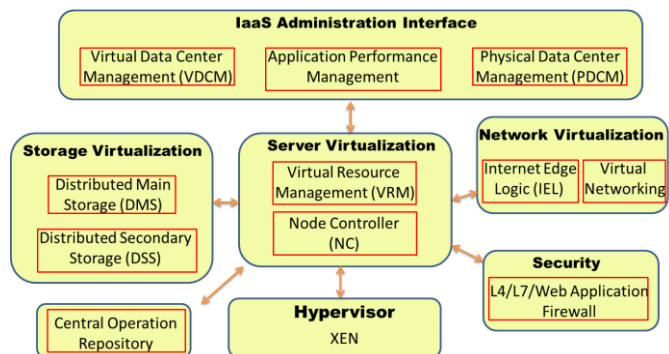 IaaS Administration Interface
Virtual Data Center
Management (VDCM)
Application Performance
Management
Physical Data Center
Management (PDCM)
Storage Virtualization
Distributed Main
Storage (DMS)
Distributed Secondary
Storage (DSS)
Server Virtualization
Virtual Resource
Management (VRM)
Node Controller
(NC)
Network Virtualization
Internet Edge
Logic (IEL)
Virtual
Networking
Security
L4/L7/Web Application
Firewall
Central Operation
Repository
Hypervisor
XEN